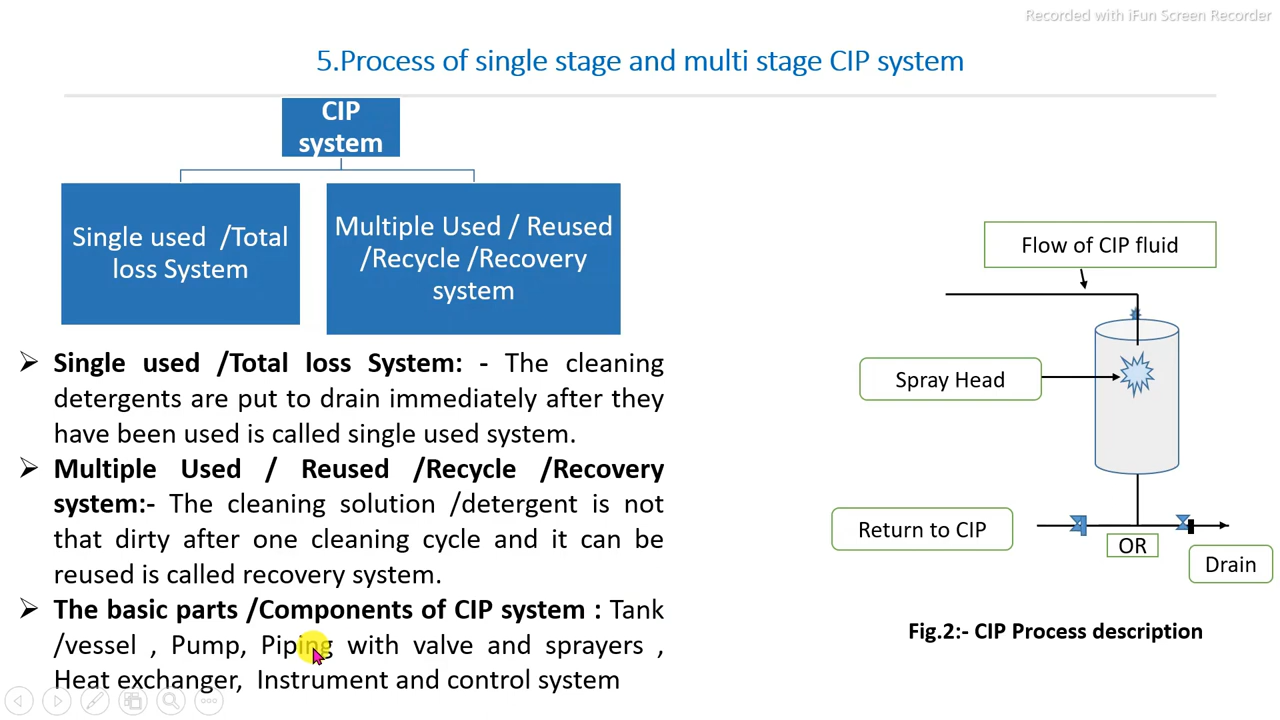 Recorded with iFun Screen Recorder
5.Process of single stage and multi stage CIP system
CIP
system
Single used /Total
loss System
Multiple Used / Reused
/Recycle /Recovery
system
➢ Single used /Total loss System: - The cleaning
detergents are put to drain immediately after they
have been used is called single used system.
➢ Multiple Used / Reused /Recycle /Recovery
system:- The cleaning solution /detergent is not
that dirty after one cleaning cycle and it can be
reused is called recovery system.
➢ The basic parts /Components of CIP system : Tank
/vessel , Pump, Piping with valve and sprayers ,
Heat exchanger, Instrument and control system
Flow of CIP fluid
Spray Head
Return to CIP
OR
Drain
Fig.2:- CIP Process description